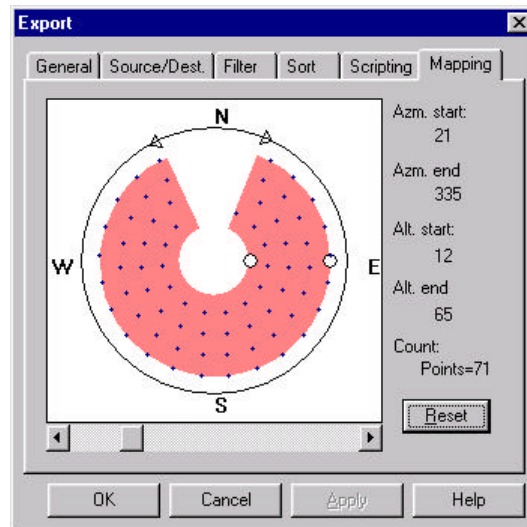 Export
General Source/Dest. Filter Sort Scripting Mapping
N
W
E
S
Azm. start:
21
Azm. end
335
Alt. start:
12
Alt. end
65
Count:
Points=71
Reset
OK Cancel Apply Help